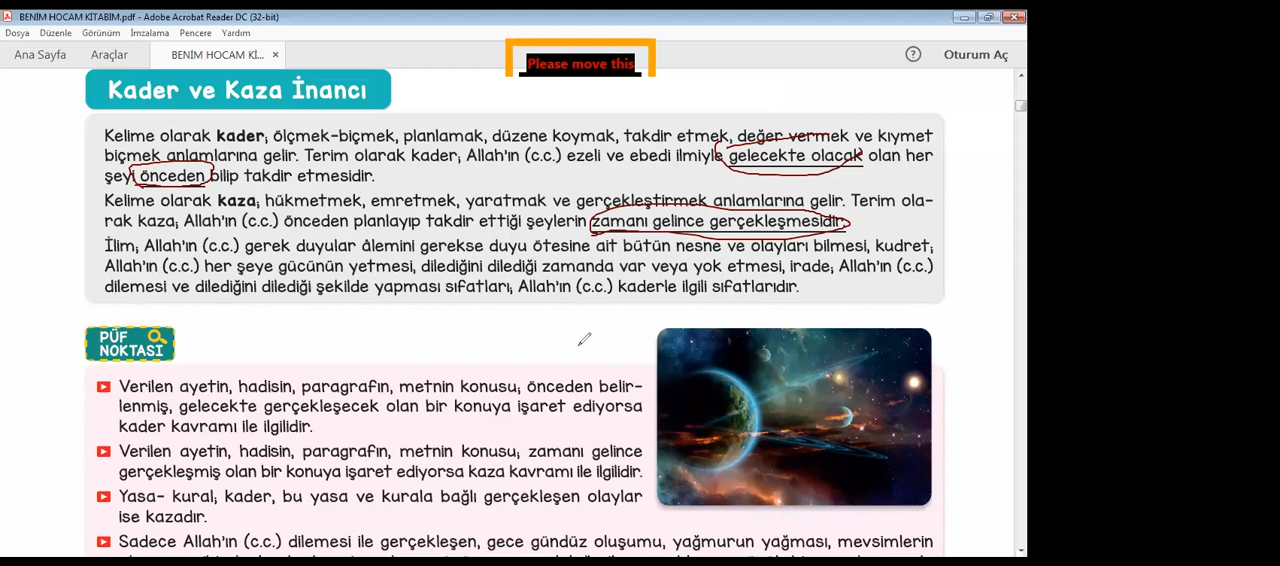 BENİM HOCAM KİTABIM.pdf - Adobe Acrobat Reader DC (32-bit)
Dosya Düzenle Görünüm İmzalama Pencere Yardım
Ana Sayfa Araçlar BENİM HOCAM Kİ... × ? Oturum Aç
Please move this
Kader ve Kaza İnancı
Kelime olarak kader; ölçmek-biçmek, planlamak, düzene koymak, takdir etmek, değer vermek ve kıymet
biçmek anlamlarına gelir. Terim olarak kader; Allah'ın (c.c.) ezeli ve ebedi ilmiyle gelecekte olacak olan her
şeyi önceden bilip takdir etmesidir.
Kelime olarak kaza; hükmetmek, emretmek, yaratmak ve gerçekleştirmek anlamlarına gelir. Terim ola-
rak kaza; Allah'ın (c.c.) önceden planlayıp takdir ettiği şeylerin zamanı gelince gerçekleşmesidir.
İlim; Allah'ın (c.c.) gerek duyular âlemini gerekse duyu ötesine ait bütün nesne ve olayları bilmesi, kudret;
Allah'ın (c.c.) her şeye gücünün yetmesi, dilediğini dilediği zamanda var veya yok etmesi, irade; Allah'ın (c.c.)
dilemesi ve dilediğini dilediği şekilde yapması sıfatları; Allah'ın (c.c.) kaderle ilgili sıfatlarıdır.
PÜF
NOKTASI
Verilen ayetin, hadisin, paragrafın, metnin konusu; önceden belir-
lenmiş, gelecekte gerçekleşecek olan bir konuya işaret ediyorsa
kader kavramı ile ilgilidir.
Verilen ayetin, hadisin, paragrafın, metnin konusu; zamanı gelince
gerçekleşmiş olan bir konuya işaret ediyorsa kaza kavramı ile ilgilidir.
Yasa- kural; kader, bu yasa ve kurala bağlı gerçekleşen olaylar
ise kazadır.
Sadece Allah'ın (c.c.) dilemesi ile gerçekleşen, gece gündüz oluşumu, yağmurun yağması, mevsimlerin